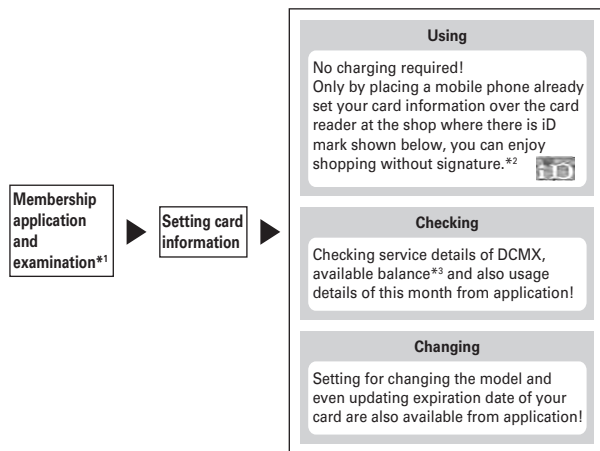 Membership
application
and
examination*1
Setting card
information
Using
No charging required!
Only by placing a mobile phone already
set your card information over the card
reader at the shop where there is iD
mark shown below, you can enjoy
shopping without signature.*2
iD
Checking
Checking service details of DCMX,
available balance*3 and also usage
details of this month from application!
Changing
Setting for changing the model and
even updating expiration date of your
card are also available from application!